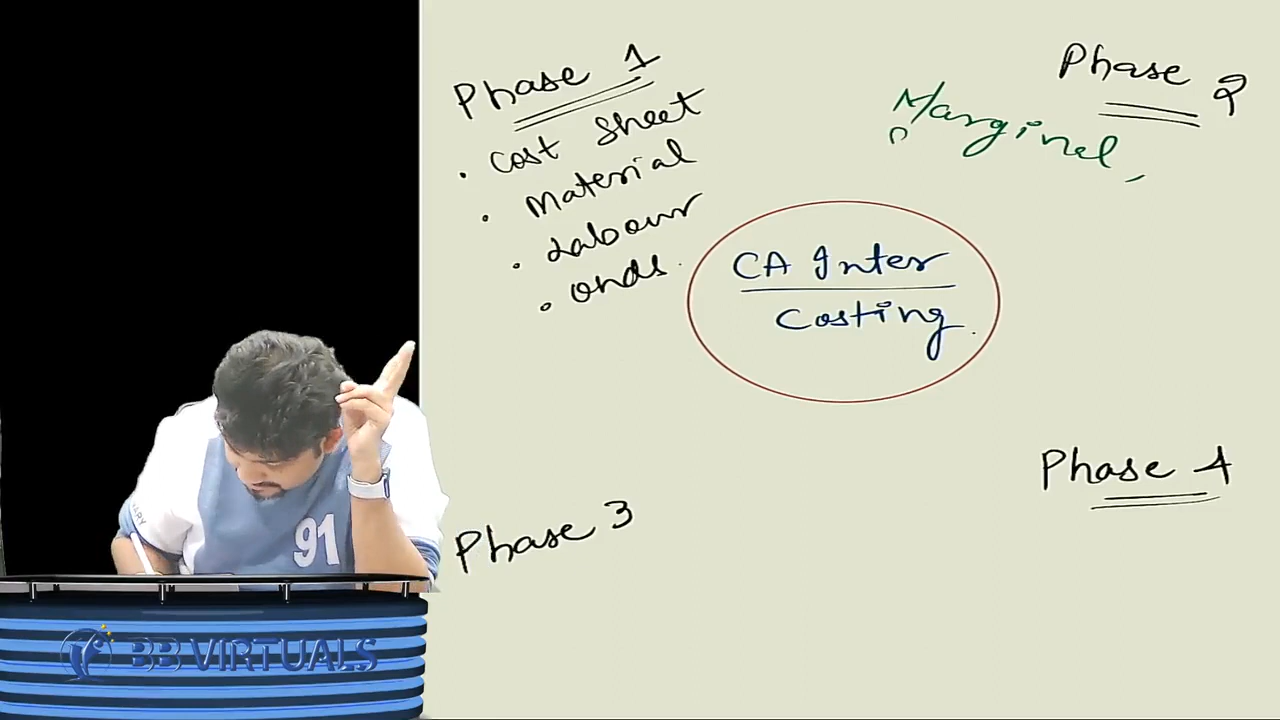 Phase 1
• Cost Sheet
• Material
• Labour
• OHDS.
Phase 2
Marginal,
CA Inter
Costing.
Phase 3
Phase 4
91
BB VIRTUALS